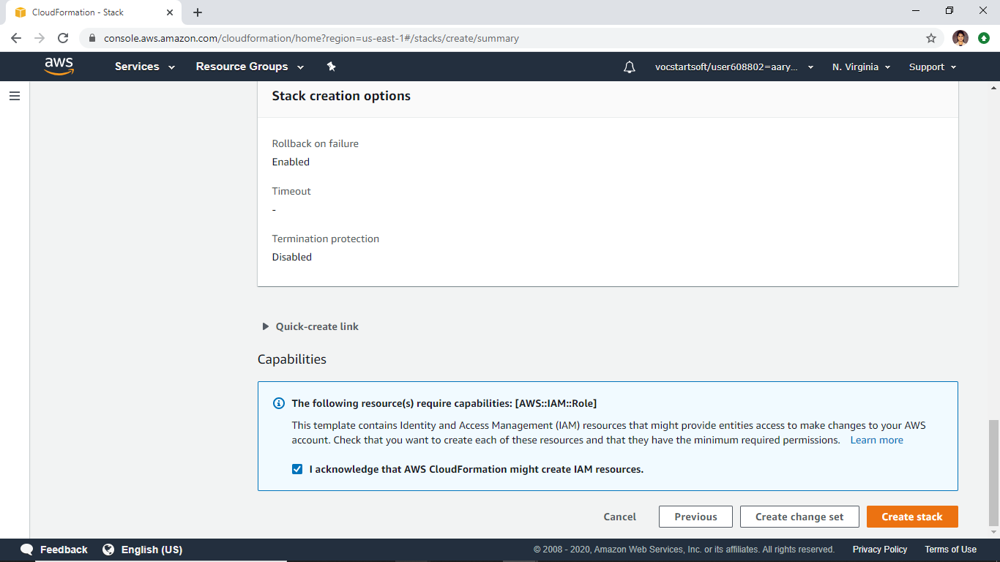 CloudFormation - Stack
console.aws.amazon.com/cloudformation/home?region=us-east-1#/stacks/create/summary
aws Services Resource Groups vocstartsoft/user608802=aary... N. Virginia Support
Stack creation options
Rollback on failure
Enabled
Timeout
-
Termination protection
Disabled
Quick-create link
Capabilities
The following resource(s) require capabilities: [AWS::IAM::Role]
This template contains Identity and Access Management (IAM) resources that might provide entities access to make changes to your AWS
account. Check that you want to create each of these resources and that they have the minimum required permissions. Learn more
I acknowledge that AWS CloudFormation might create IAM resources.
Cancel Previous Create change set Create stack
Feedback English (US) © 2008 - 2020, Amazon Web Services, Inc. or its affiliates. All rights reserved. Privacy Policy Terms of Use